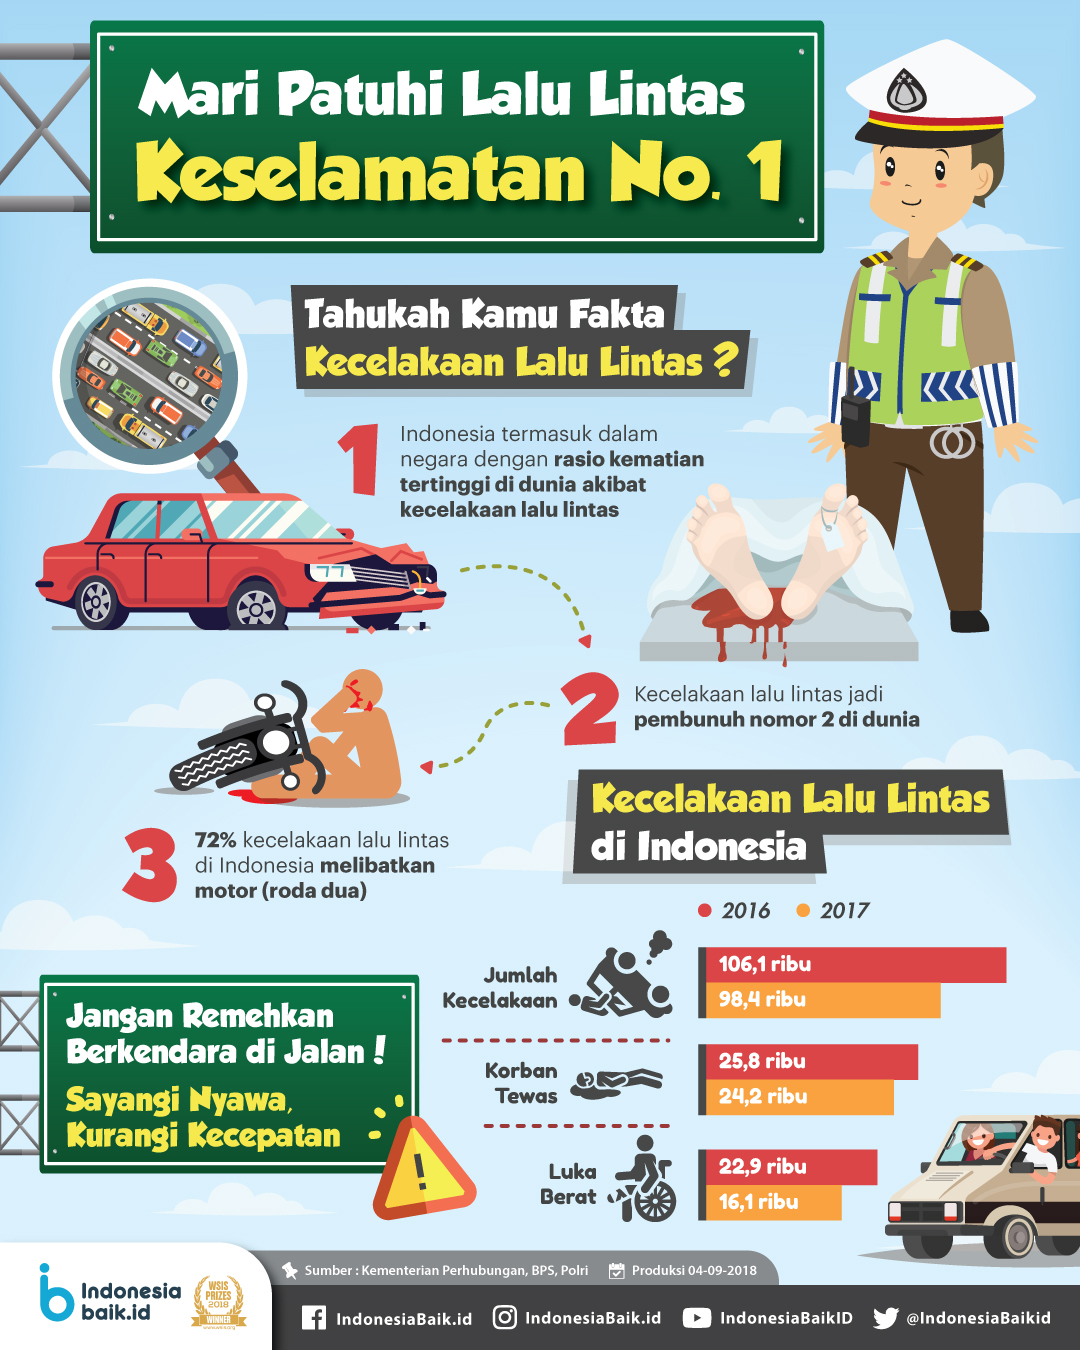 Mari Patuhi Lalu Lintas
Keselamatan No. 1
Tahukah Kamu Fakta
Kecelakaan Lalu Lintas ?
1
Indonesia termasuk dalam
negara dengan rasio kematian
tertinggi di dunia akibat
kecelakaan lalu lintas
77
2
Kecelakaan lalu lintas jadi
pembunuh nomor 2 di dunia
3
72% kecelakaan lalu lintas
di Indonesia melibatkan
motor (roda dua)
Kecelakaan Lalu Lintas
di Indonesia
2016 2017
Jumlah
Kecelakaan
106,1 ribu
98,4 ribu
Korban
Tewas
25,8 ribu
24,2 ribu
Luka
Berat
22,9 ribu
16,1 ribu
Jangan Remehkan
Berkendara di Jalan !
Sayangi Nyawa,
Kurangi Kecepatan
!
Sumber : Kementerian Perhubungan, BPS, Polri
Produksi 04-09-2018
Indonesia
baik.id
WSIS
PRIZES
2018
WINNER
IndonesiaBaik.id
IndonesiaBaik.id
IndonesiaBaikID
@IndonesiaBaikid